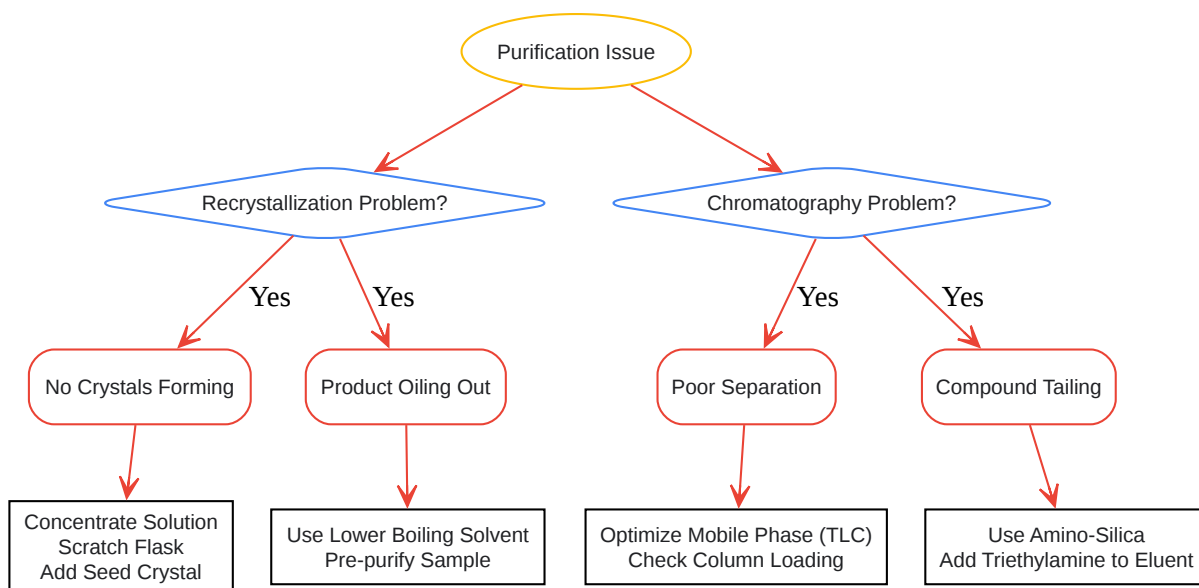 Purification Issue
Recrystallization Problem?
Chromatography Problem?
Yes
Yes
Yes
Yes
No Crystals Forming
Product Oiling Out
Poor Separation
Compound Tailing
Concentrate Solution
Scratch Flask
Add Seed Crystal
Use Lower Boiling Solvent
Pre-purify Sample
Optimize Mobile Phase (TLC)
Check Column Loading
Use Amino-Silica
Add Triethylamine to Eluent